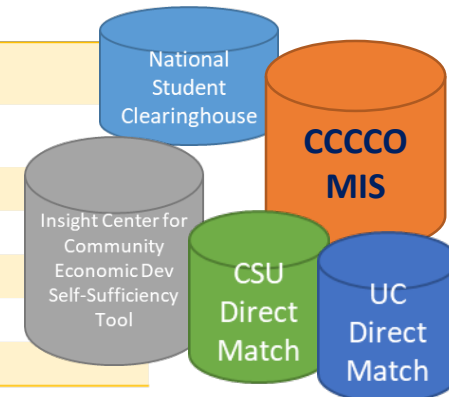 National
Student
Clearinghouse
CCCCO
MIS
Insight Center for
Community
Economic Dev
Self-Sufficiency
Tool
CSU
Direct
Match
UC
Direct
Match